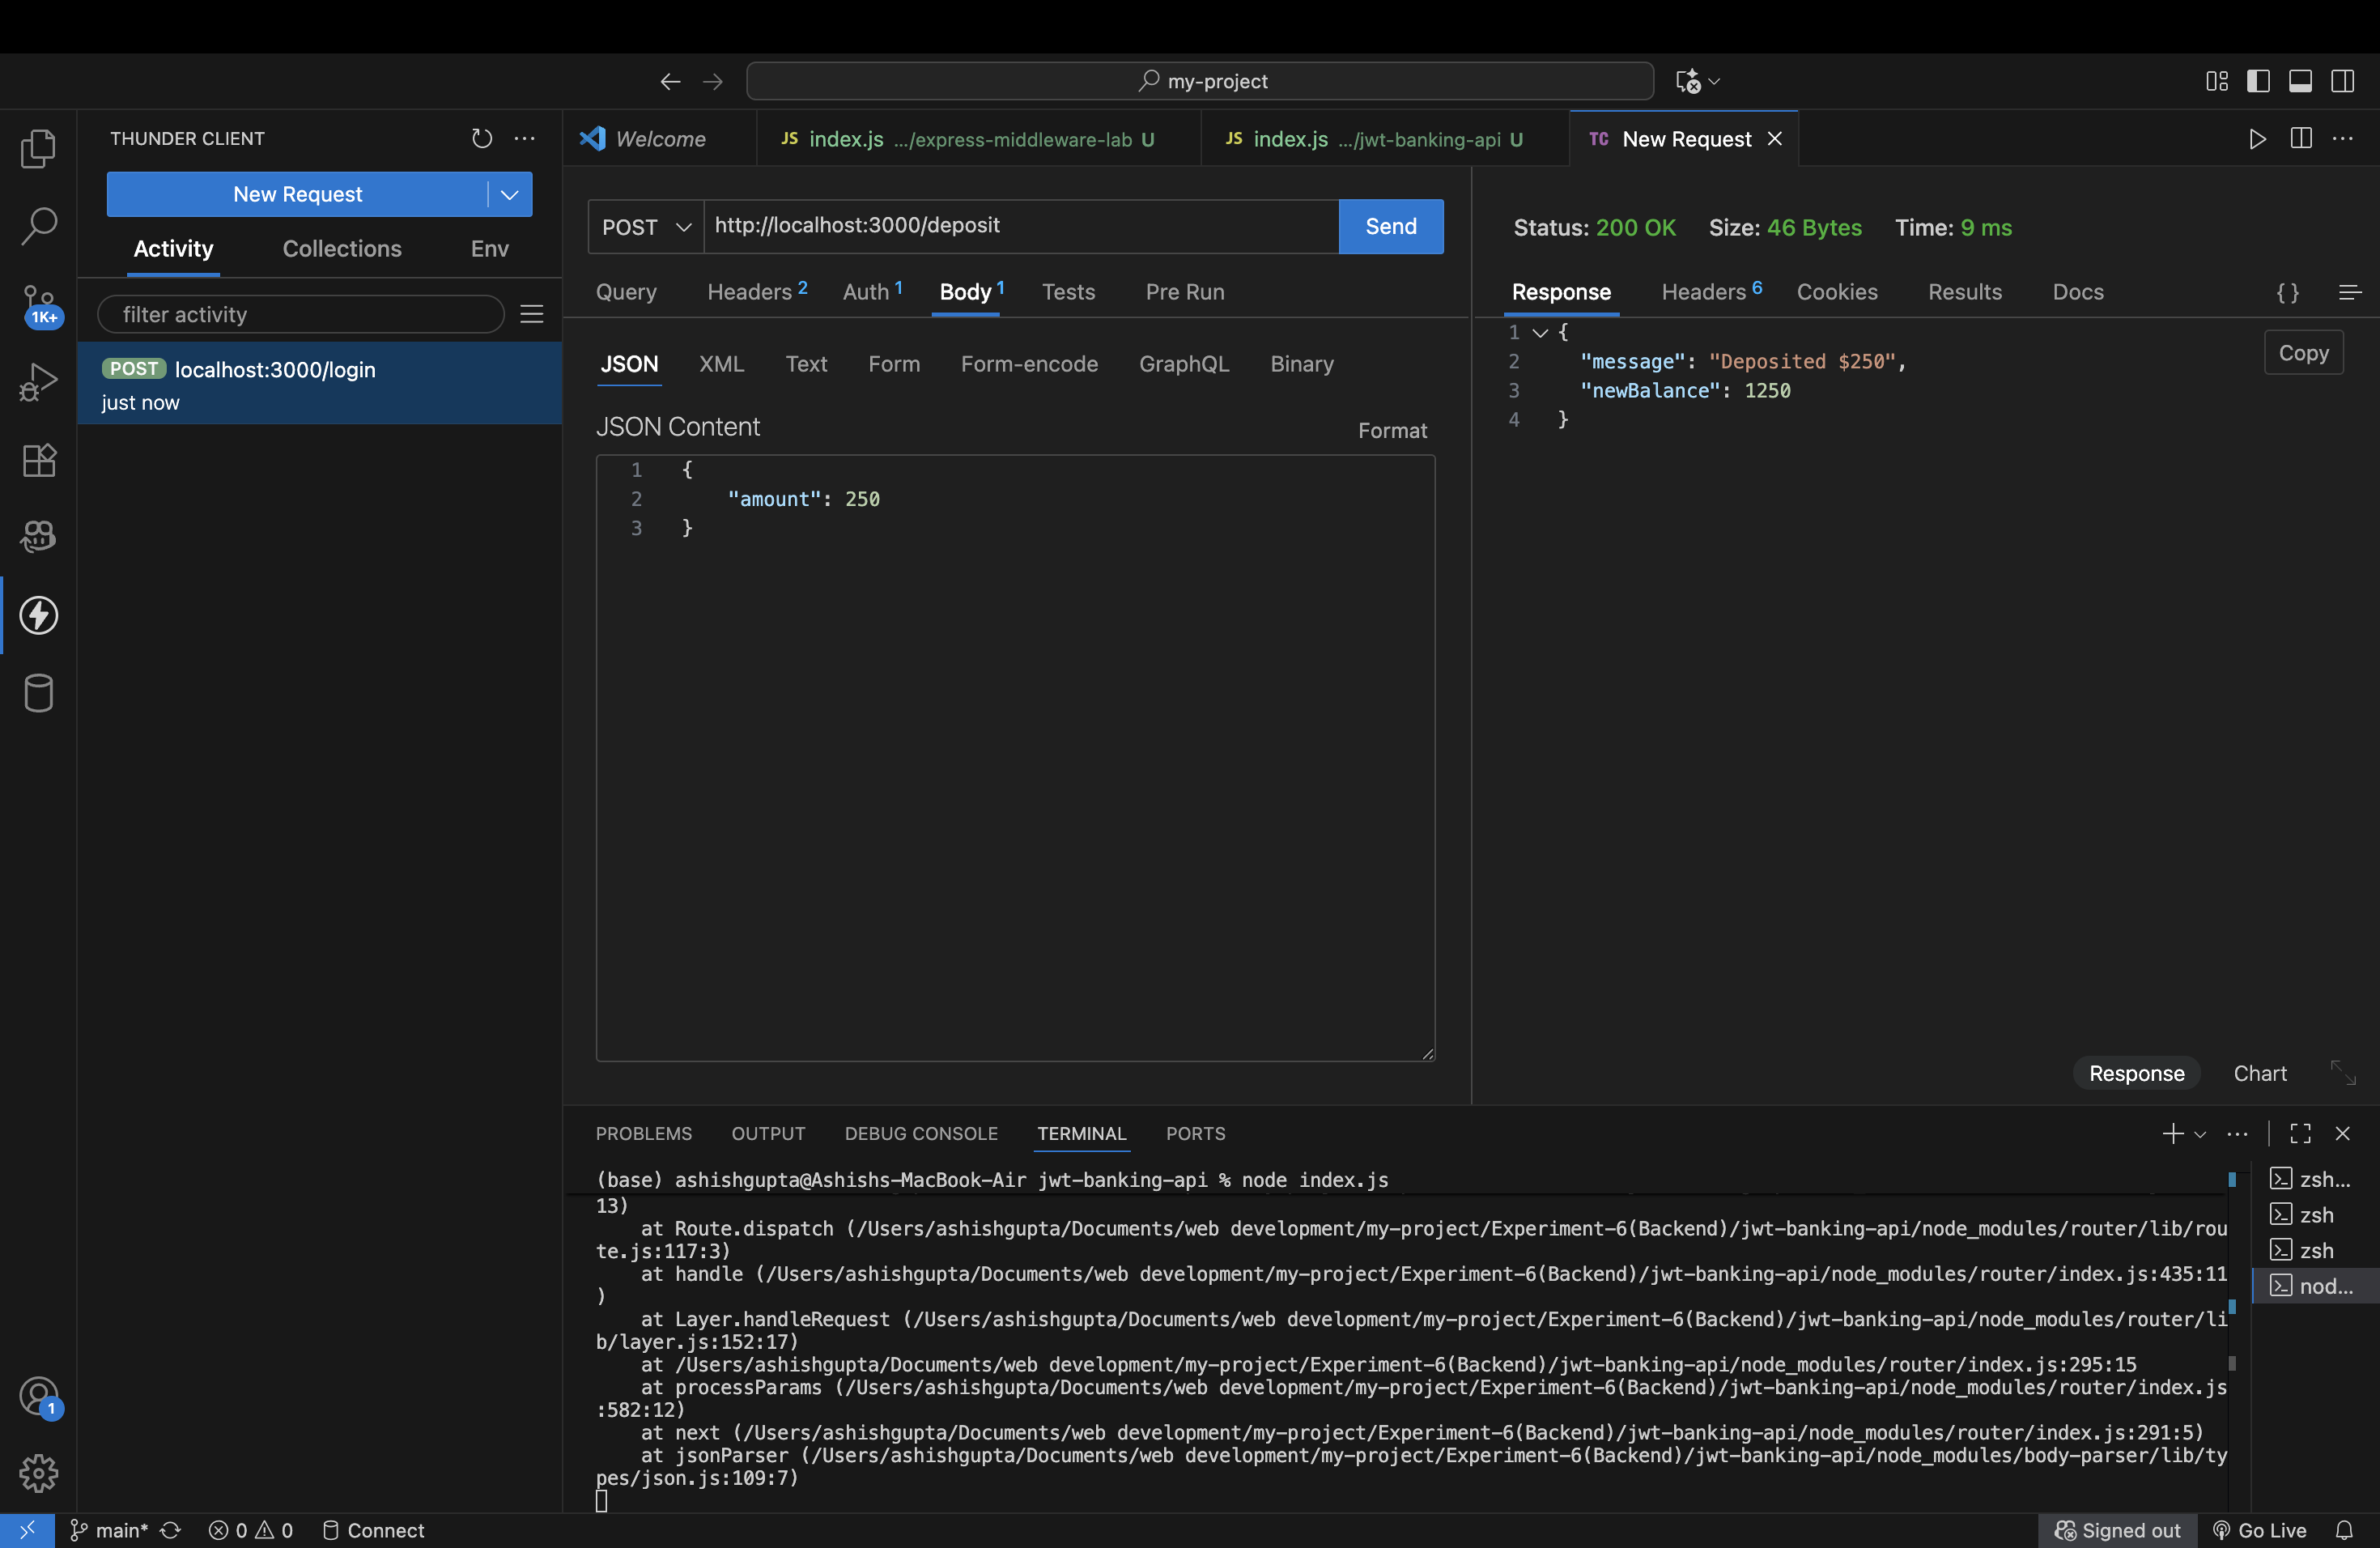 my-project
THUNDER CLIENT
New Request
Activity Collections Env
filter activity
1K+
POST localhost:3000/login
just now
Welcome
JS index.js .../express-middleware-lab U
JS index.js .../jwt-banking-api U
TC New Request
POST http://localhost:3000/deposit Send
Query Headers 2 Auth 1 Body 1 Tests Pre Run
JSON XML Text Form Form-encode GraphQL Binary
JSON Content
Format
1 {
2 "amount": 250
3 }
Status: 200 OK Size: 46 Bytes Time: 9 ms
Response Headers 6 Cookies Results Docs {}
1 {
2 "message": "Deposited $250",
3 "newBalance": 1250
4 }
Copy
Response Chart
PROBLEMS OUTPUT DEBUG CONSOLE TERMINAL PORTS
(base) ashishgupta@Ashishs-MacBook-Air jwt-banking-api % node index.js
13)
at Route.dispatch (/Users/ashishgupta/Documents/web development/my-project/Experiment-6(Backend)/jwt-banking-api/node_modules/router/lib/rou
te.js:117:3)
at handle (/Users/ashishgupta/Documents/web development/my-project/Experiment-6(Backend)/jwt-banking-api/node_modules/router/index.js:435:11
)
at Layer.handleRequest (/Users/ashishgupta/Documents/web development/my-project/Experiment-6(Backend)/jwt-banking-api/node_modules/router/li
b/layer.js:152:17)
at /Users/ashishgupta/Documents/web development/my-project/Experiment-6(Backend)/jwt-banking-api/node_modules/router/index.js:295:15
at processParams (/Users/ashishgupta/Documents/web development/my-project/Experiment-6(Backend)/jwt-banking-api/node_modules/router/index.js
:582:12)
at next (/Users/ashishgupta/Documents/web development/my-project/Experiment-6(Backend)/jwt-banking-api/node_modules/router/index.js:291:5)
at jsonParser (/Users/ashishgupta/Documents/web development/my-project/Experiment-6(Backend)/jwt-banking-api/node_modules/body-parser/lib/ty
pes/json.js:109:7)
zsh...
zsh
zsh
nod...
1
main* 0 0 Connect
Signed out Go Live